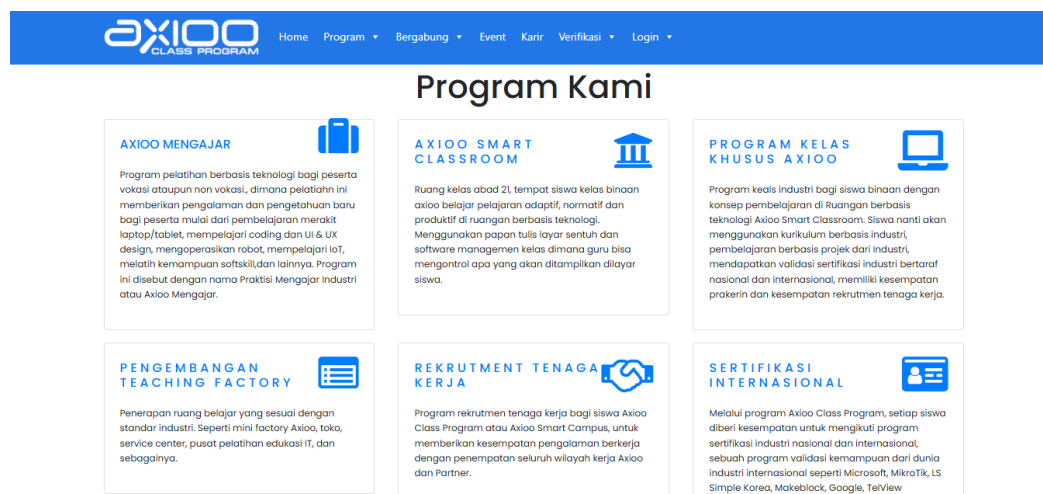 axioo
CLASS PROGRAM
Home Program Bergabung Event Karir Verifikasi Login
Program Kami
AXIOO MENGAJAR
Program pelatihan berbasis teknologi bagi peserta
vokasi ataupun non vokasi., dimana pelatiahn ini
memberikan pengalaman dan pengetahuan baru
bagi peserta mulai dari pembelajaran merakit
laptop/tablet, mempelajari coding dan UI & UX
design, mengoperasikan robot, mempelajari IoT,
melatih kemampuan softskill,dan lainnya. Program
ini disebut dengan nama Praktisi Mengajar Industri
atau Axioo Mengajar.
AXIOO SMART
CLASSROOM
Ruang kelas abad 21, tempat siswa kelas binaan
axioo belajar pelajaran adaptif, normatif dan
produktif di ruangan berbasis teknologi.
Menggunakan papan tulis layar sentuh dan
software managemen kelas dimana guru bisa
mengontrol apa yang akan ditampilkan dilayar
siswa.
PROGRAM KELAS
KHUSUS AXIOO
Program keals industri bagi siswa binaan dengan
konsep pembelajaran di Ruangan berbasis
teknologi Axioo Smart Classroom. Siswa nanti akan
menggunakan kurikulum berbasis industri,
pembelajaran berbasis projek dari Industri,
mendapatkan validasi sertifikasi industri bertaraf
nasional dan internasional, memiliki kesempatan
prakerin dan kesempatan rekrutmen tenaga kerja.
PENGEMBANGAN
TEACHING FACTORY
Penerapan ruang belajar yang sesuai dengan
standar industri. Seperti mini factory Axioo, toko,
service center, pusat pelatihan edukasi IT, dan
sebagainya.
REKRUTMENT TENAGA
KERJA
Program rekrutmen tenaga kerja bagi siswa Axioo
Class Program atau Axioo Smart Campus, untuk
memberikan kesempatan pengalaman berkerja
dengan penempatan seluruh wilayah kerja Axioo
dan Partner.
SERTIFIKASI
INTERNASIONAL
Melalui program Axioo Class Program, setiap siswa
diberi kesempatan untuk mengikuti program
sertifikasi industri nasional dan internasional,
sebuah program validasi kemampuan dari dunia
industri internasional seperti Microsoft, MikroTik, LS
Simple Korea, Makeblock, Google, TelView